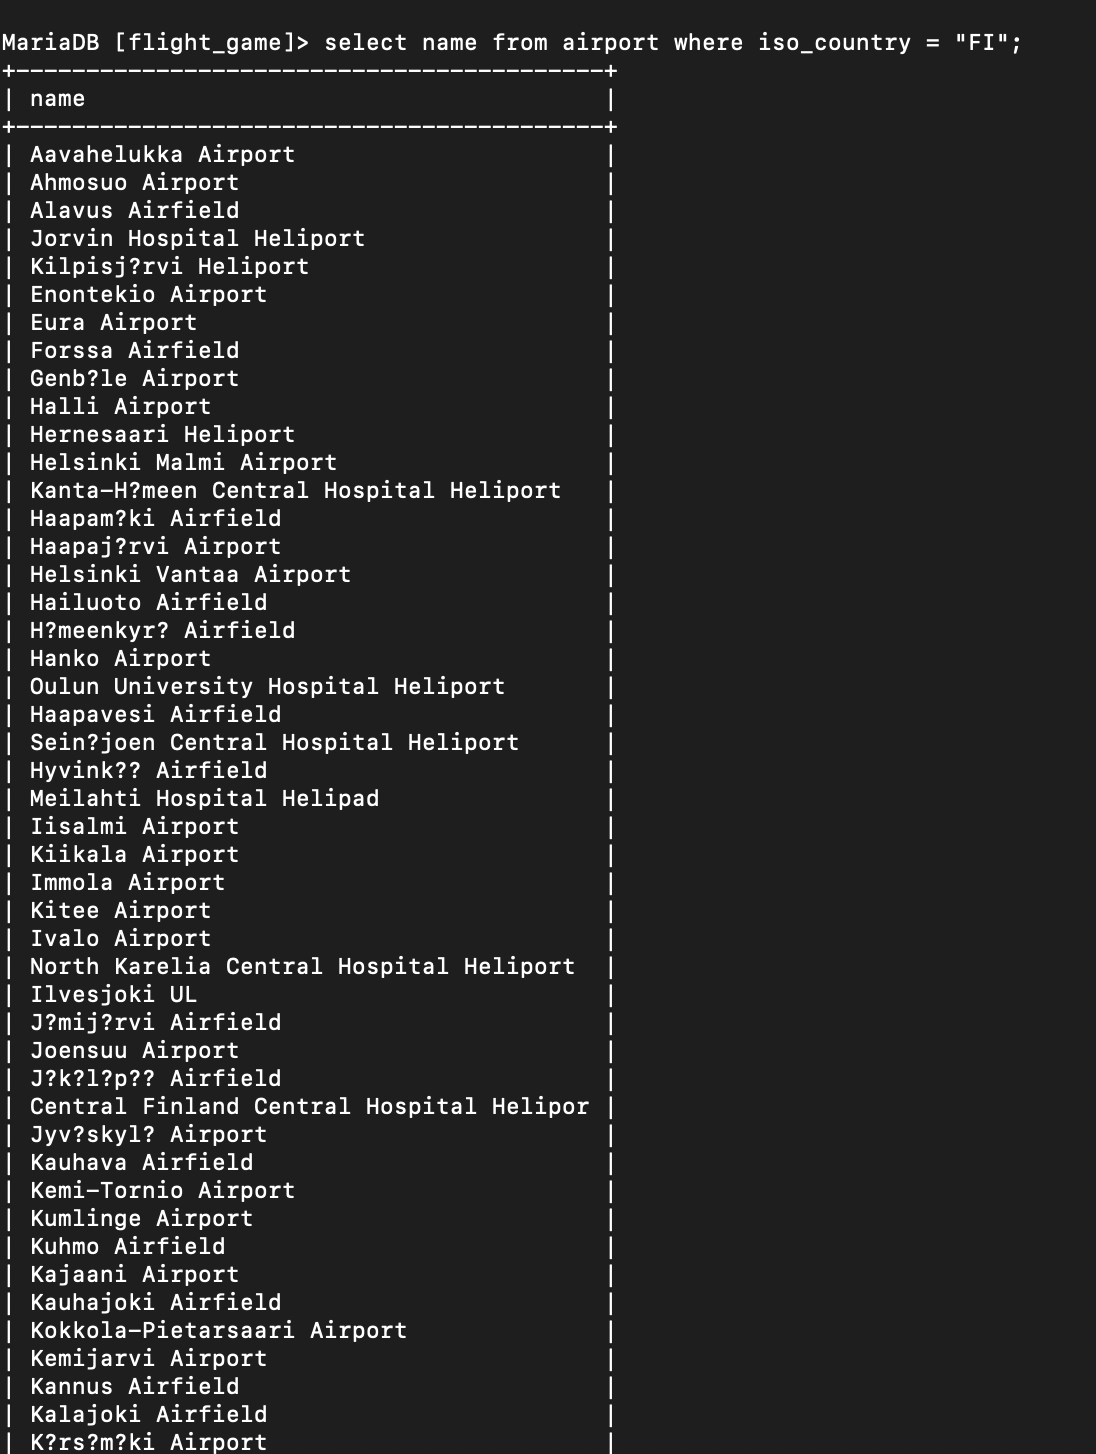 MariaDB [flight_game]> select name from airport where iso_country = "FI";
+------------------------------------------+
| name                                     |
+------------------------------------------+
| Aavahelukka Airport                      |
| Ahmosuo Airport                          |
| Alavus Airfield                          |
| Jorvin Hospital Heliport                 |
| Kilpisj?rvi Heliport                     |
| Enontekio Airport                        |
| Eura Airport                             |
| Forssa Airfield                          |
| Genb?le Airport                          |
| Halli Airport                            |
| Hernesaari Heliport                      |
| Helsinki Malmi Airport                   |
| Kanta-H?meen Central Hospital Heliport   |
| Haapam?ki Airfield                       |
| Haapaj?rvi Airport                       |
| Helsinki Vantaa Airport                  |
| Hailuoto Airfield                        |
| H?meenkyr? Airfield                      |
| Hanko Airport                            |
| Oulun University Hospital Heliport       |
| Haapavesi Airfield                       |
| Sein?joen Central Hospital Heliport      |
| Hyvink?? Airfield                        |
| Meilahti Hospital Helipad                |
| Iisalmi Airport                          |
| Kiikala Airport                          |
| Immola Airport                           |
| Kitee Airport                            |
| Ivalo Airport                            |
| North Karelia Central Hospital Heliport  |
| Ilvesjoki UL                             |
| J?mij?rvi Airfield                       |
| Joensuu Airport                          |
| J?k?l?p?? Airfield                       |
| Central Finland Central Hospital Helipor |
| Jyv?skyl? Airport                        |
| Kauhava Airfield                         |
| Kemi-Tornio Airport                      |
| Kumlinge Airport                         |
| Kuhmo Airfield                           |
| Kajaani Airport                          |
| Kauhajoki Airfield                       |
| Kokkola-Pietarsaari Airport              |
| Kemijarvi Airport                        |
| Kannus Airfield                          |
| Kalajoki Airfield                        |
| K?rs?m?ki Airport                        |